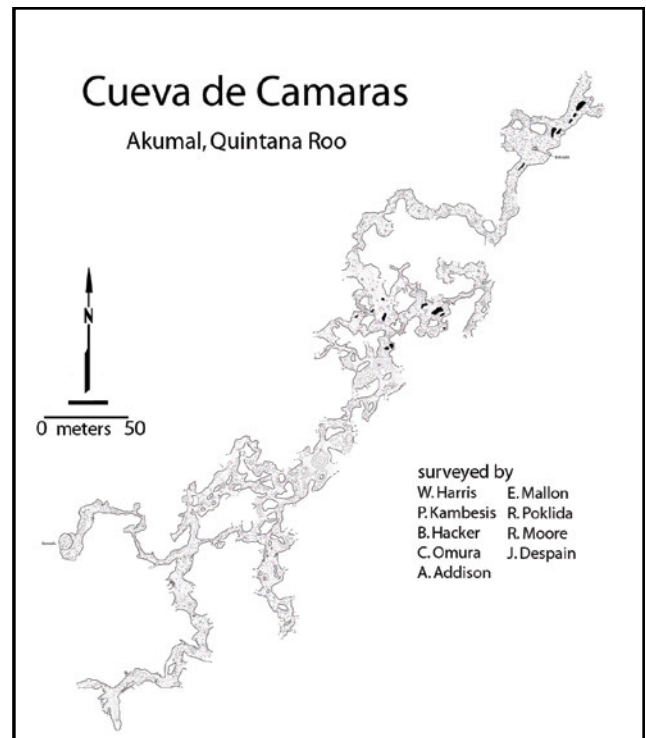 Cueva de Camaras
Akumal, Quintana Roo
N
0 meters 50
surveyed by
W. Harris E. Mallon
P. Kambesis R. Poklida
B. Hacker R. Moore
C. Omura J. Despain
A. Addison